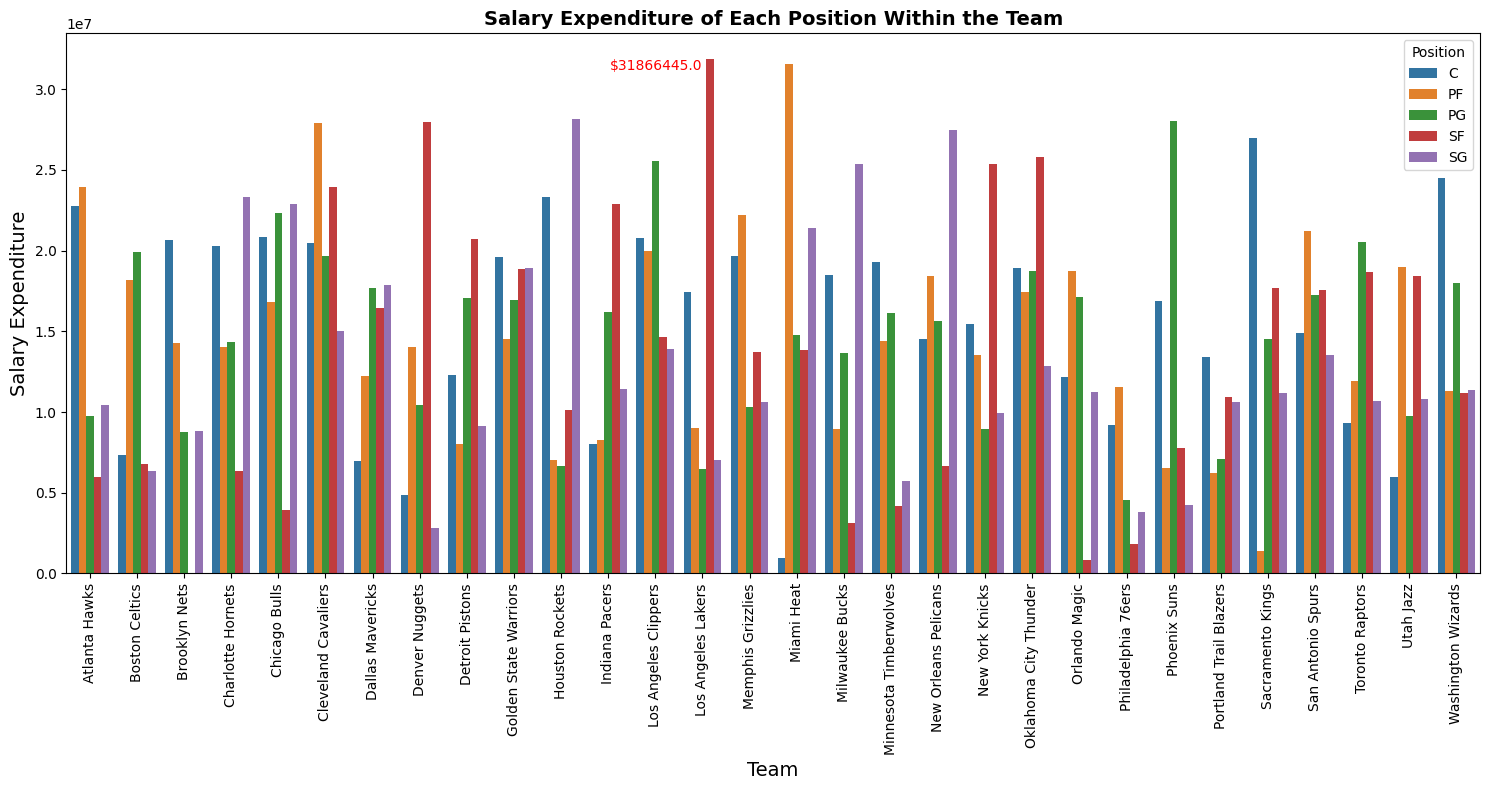 Salary Expenditure of Each Position Within the Team
1e7
Salary Expenditure
3.0
2.5
2.0
1.5
1.0
0.5
0.0
$31866445.0
Position
C
PF
PG
SF
SG
Atlanta Hawks
Boston Celtics
Brooklyn Nets
Charlotte Hornets
Chicago Bulls
Cleveland Cavaliers
Dallas Mavericks
Denver Nuggets
Detroit Pistons
Golden State Warriors
Houston Rockets
Indiana Pacers
Los Angeles Clippers
Los Angeles Lakers
Memphis Grizzlies
Miami Heat
Milwaukee Bucks
Minnesota Timberwolves
New Orleans Pelicans
New York Knicks
Oklahoma City Thunder
Orlando Magic
Philadelphia 76ers
Phoenix Suns
Portland Trail Blazers
Sacramento Kings
San Antonio Spurs
Toronto Raptors
Utah Jazz
Washington Wizards
Team